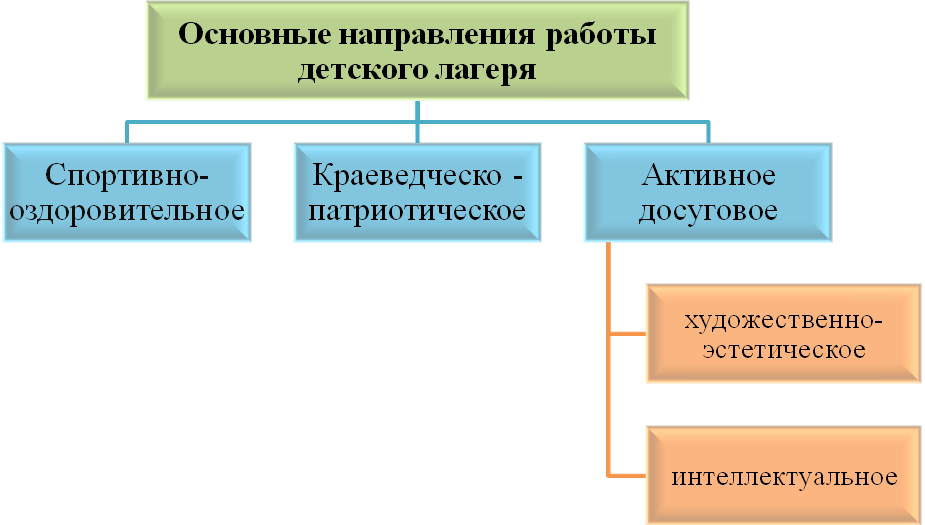 Основные направления работы
детского лагеря
Спортивно-
оздоровительное
Краеведческо -
патриотическое
Активное
досуговое
художественно-
эстетическое
интеллектуальное